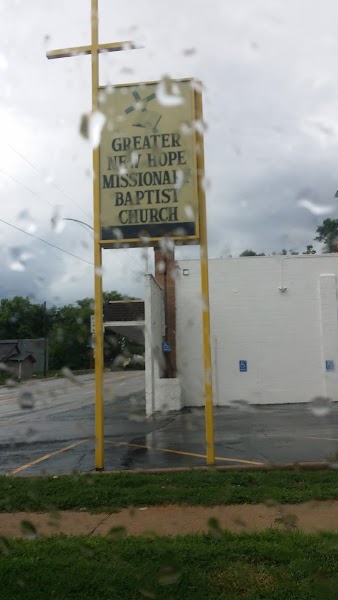 GREATER
NEW HOPE
MISSIONARY
BAPTIST
CHURCH